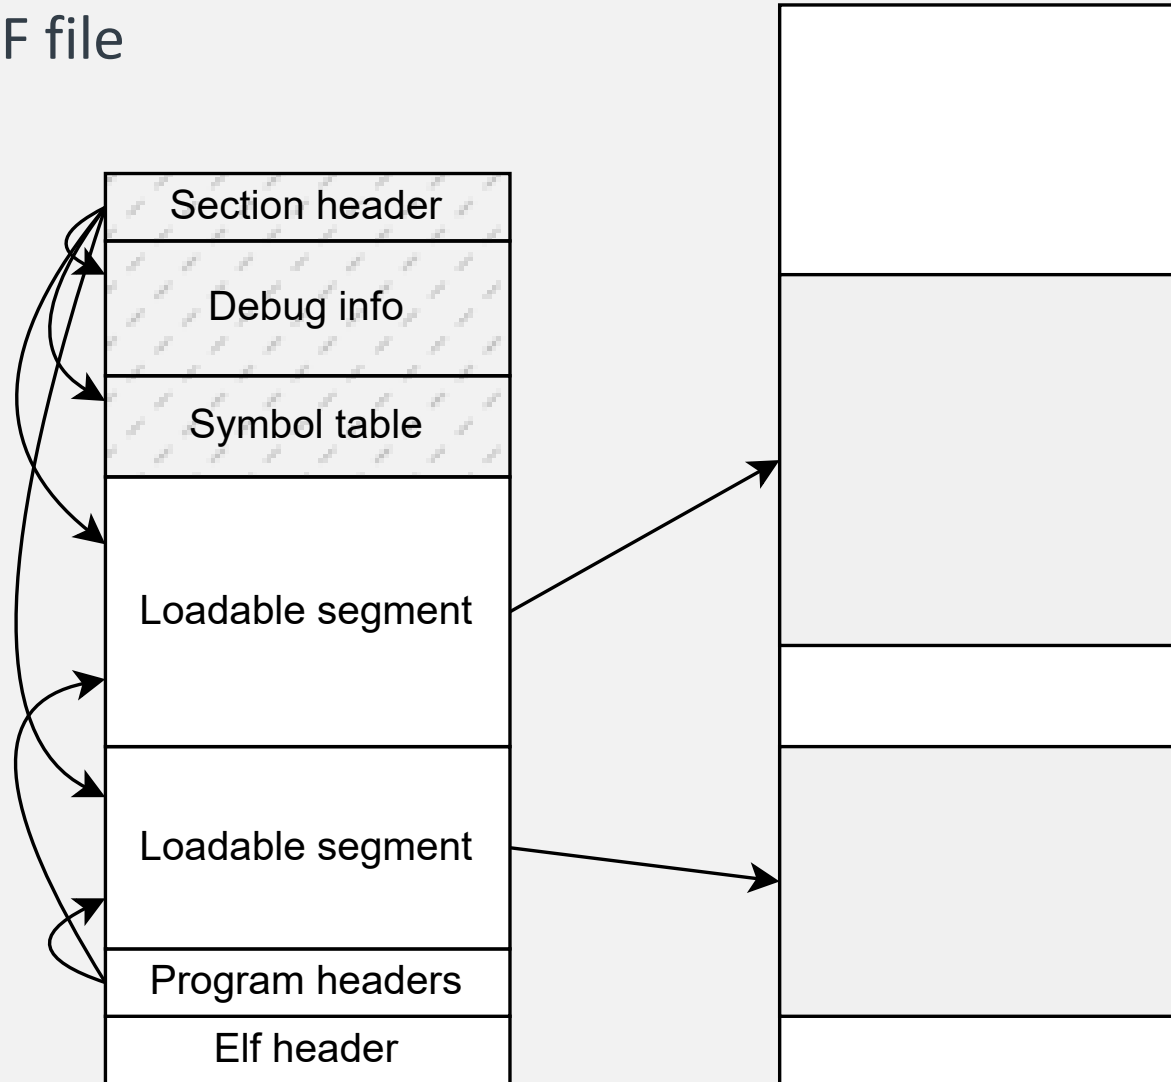 F file
Section header
Debug info
Symbol table
Loadable segment
Loadable segment
Program headers
Elf header